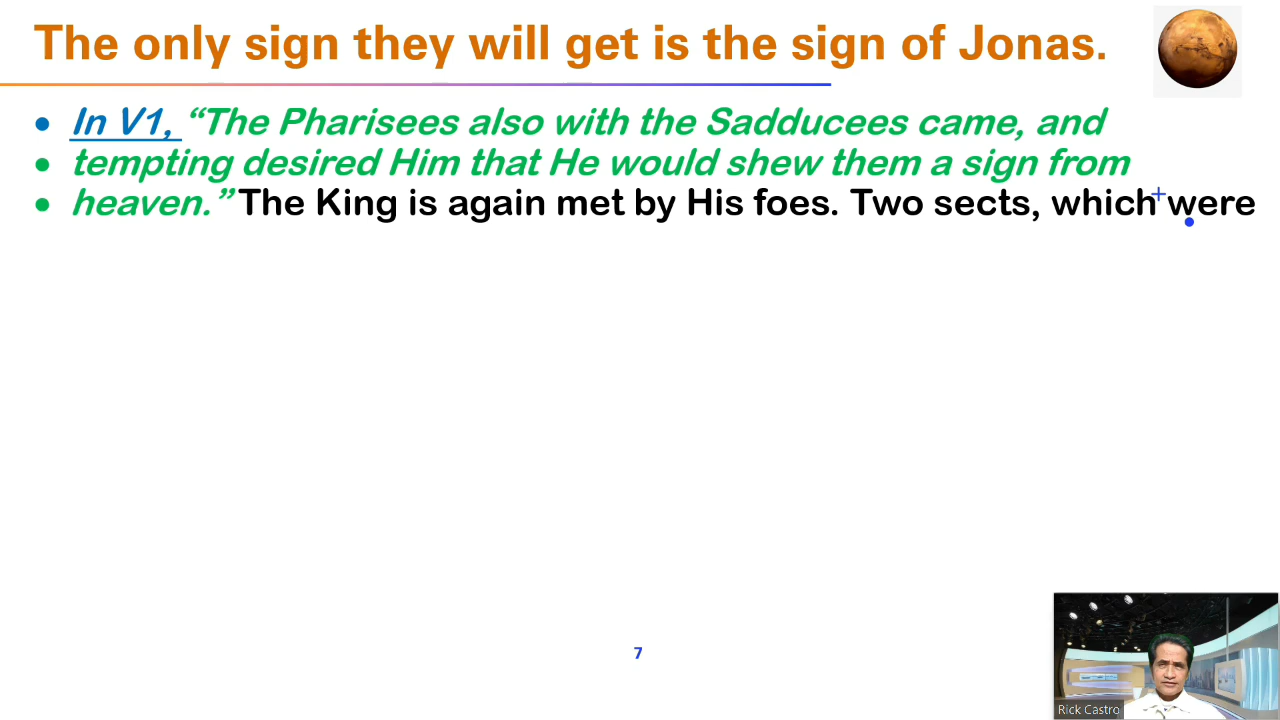 The only sign they will get is the sign of Jonas.
• In V1, “The Pharisees also with the Sadducees came, and
• tempting desired Him that He would shew them a sign from
• heaven.” The King is again met by His foes. Two sects, which were
7
Rick Castro